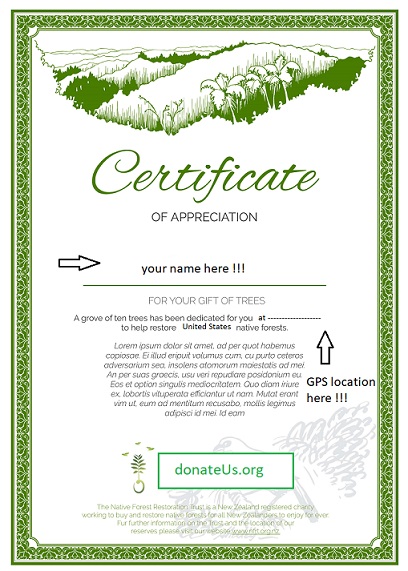 Certificate
OF APPRECIATION
your name here !!!
FOR YOUR GIFT OF TREES
A grove of ten trees has been dedicated for you at --------------------
to help restore United States native forests.
Lorem ipsum dolor sit amet, ad per quot habemus
copiosae. Ei illud eripuit volumus cum, cu purto ceteros
adversarium sea, insolens atomorum maiestatis ad mel.
An per suas graecis, usu veri repudiare posidonium eu.
Eos et option singulis mediocritatem. Quo diam iriure
ex, lobortis vituperata efficiantur ut nam. Mutat erant
vim ut, eum ad mentitum recusabo, mollis legimus
adipisci id mei. Id eam
GPS location
here !!!
donateUs.org
The Native Forest Restoration Trust is a New Zealand registered charity
working to buy and restore native forests for all New Zealanders to enjoy for ever.
For further information on the Trust and the location of our
reserves please visit our website www.nfrt.org.nz.